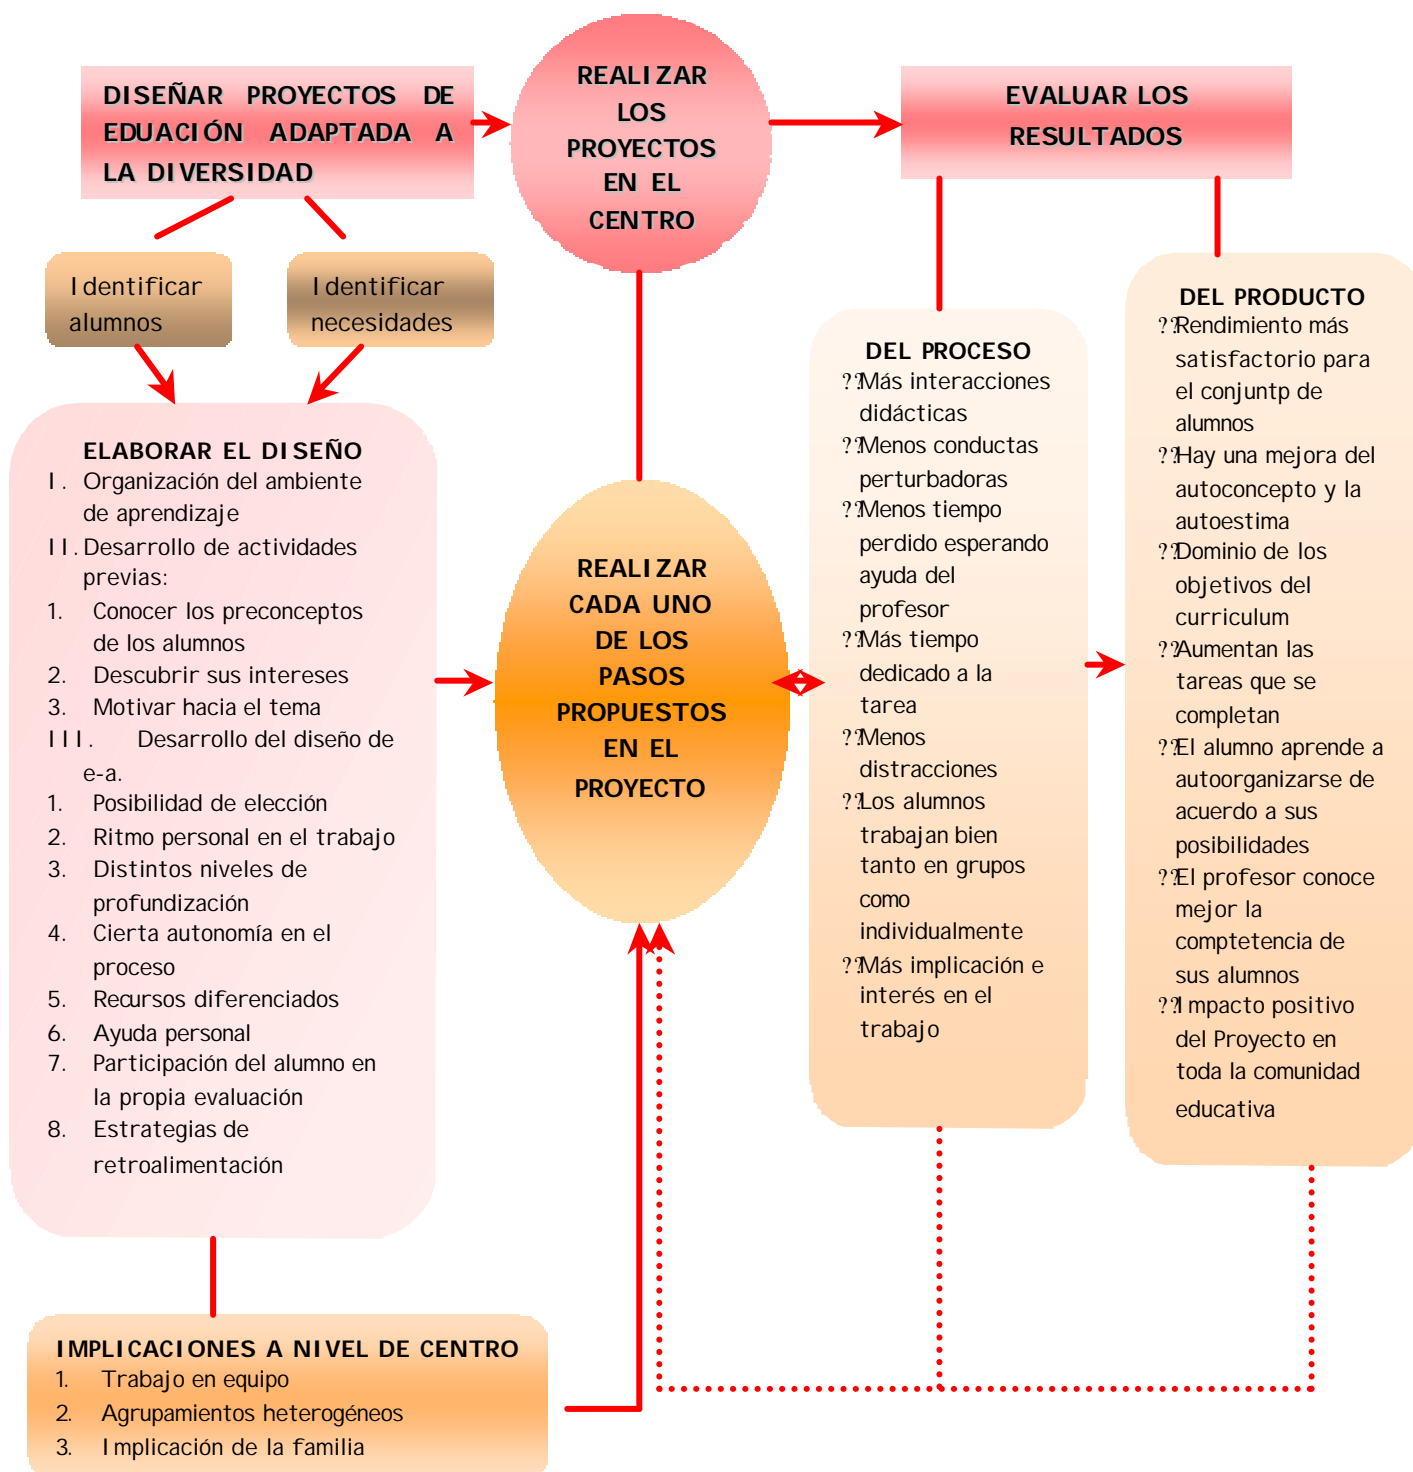 DISEÑAR PROYECTOS DE
EDUACIÓN ADAPTADA A
LA DIVERSIDAD
REALIZAR
LOS
PROYECTOS
EN EL
CENTRO
EVALUAR LOS
RESULTADOS
Identificar
alumnos
Identificar
necesidades
ELABORAR EL DISEÑO
I. Organización del ambiente
de aprendizaje
II. Desarrollo de actividades
previas:
1. Conocer los preconceptos
de los alumnos
2. Descubrir sus intereses
3. Motivar hacia el tema
III. Desarrollo del diseño de
e-a.
1. Posibilidad de elección
2. Ritmo personal en el trabajo
3. Distintos niveles de
profundización
4. Cierta autonomía en el
proceso
5. Recursos diferenciados
6. Ayuda personal
7. Participación del alumno en
la propia evaluación
8. Estrategias de
retroalimentación
REALIZAR
CADA UNO
DE LOS
PASOS
PROPUESTOS
EN EL
PROYECTO
DEL PROCESO
??Más interacciones
didácticas
??Menos conductas
perturbadoras
??Menos tiempo
perdido esperando
ayuda del
profesor
??Más tiempo
dedicado a la
tarea
??Menos
distracciones
??Los alumnos
trabajan bien
tanto en grupos
como
individualmente
??Más implicación e
interés en el
trabajo
DEL PRODUCTO
??Rendimiento más
satisfactorio para
el conjuntp de
alumnos
??Hay una mejora del
autoconcepto y la
autoestima
??Dominio de los
objetivos del
curriculum
??Aumentan las
tareas que se
completan
??El alumno aprende a
autoorganizarse de
acuerdo a sus
posibilidades
??El profesor conoce
mejor la
comptetencia de
sus alumnos
??Impacto positivo
del Proyecto en
toda la comunidad
educativa
IMPLICACIONES A NIVEL DE CENTRO
1. Trabajo en equipo
2. Agrupamientos heterogéneos
3. Implicación de la familia